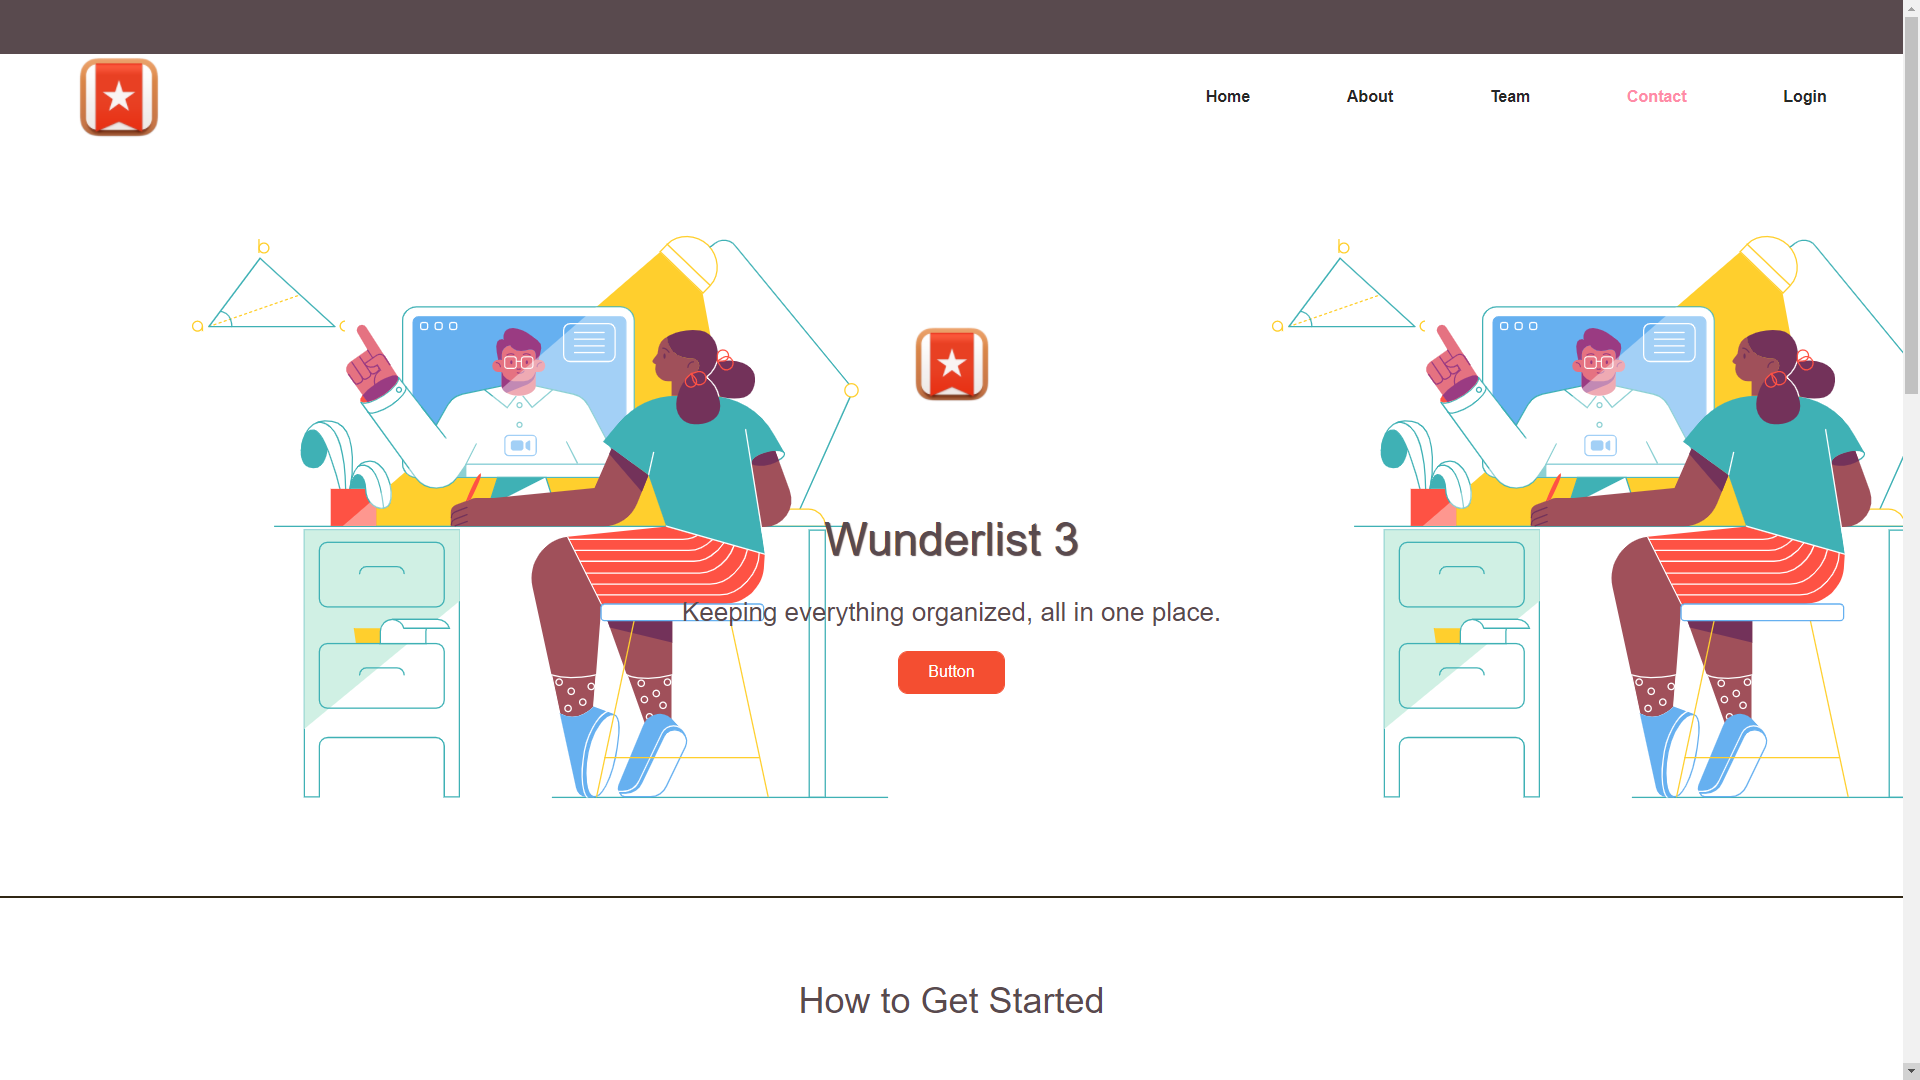 Home About Team Contact Login
b b
a c a c
Wunderlist 3
Keeping everything organized, all in one place.
Button
How to Get Started